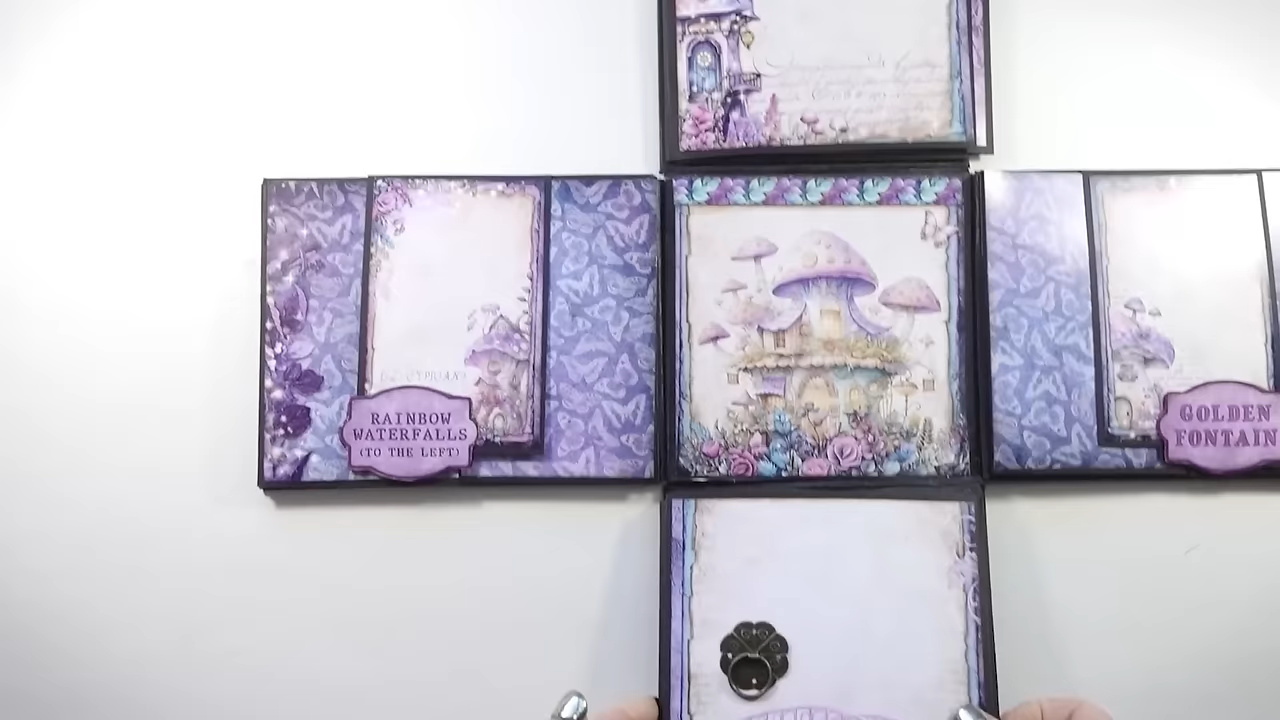 RAINBOW
WATERFALLS
(TO THE LEFT)
GOLDEN
FONTAIN